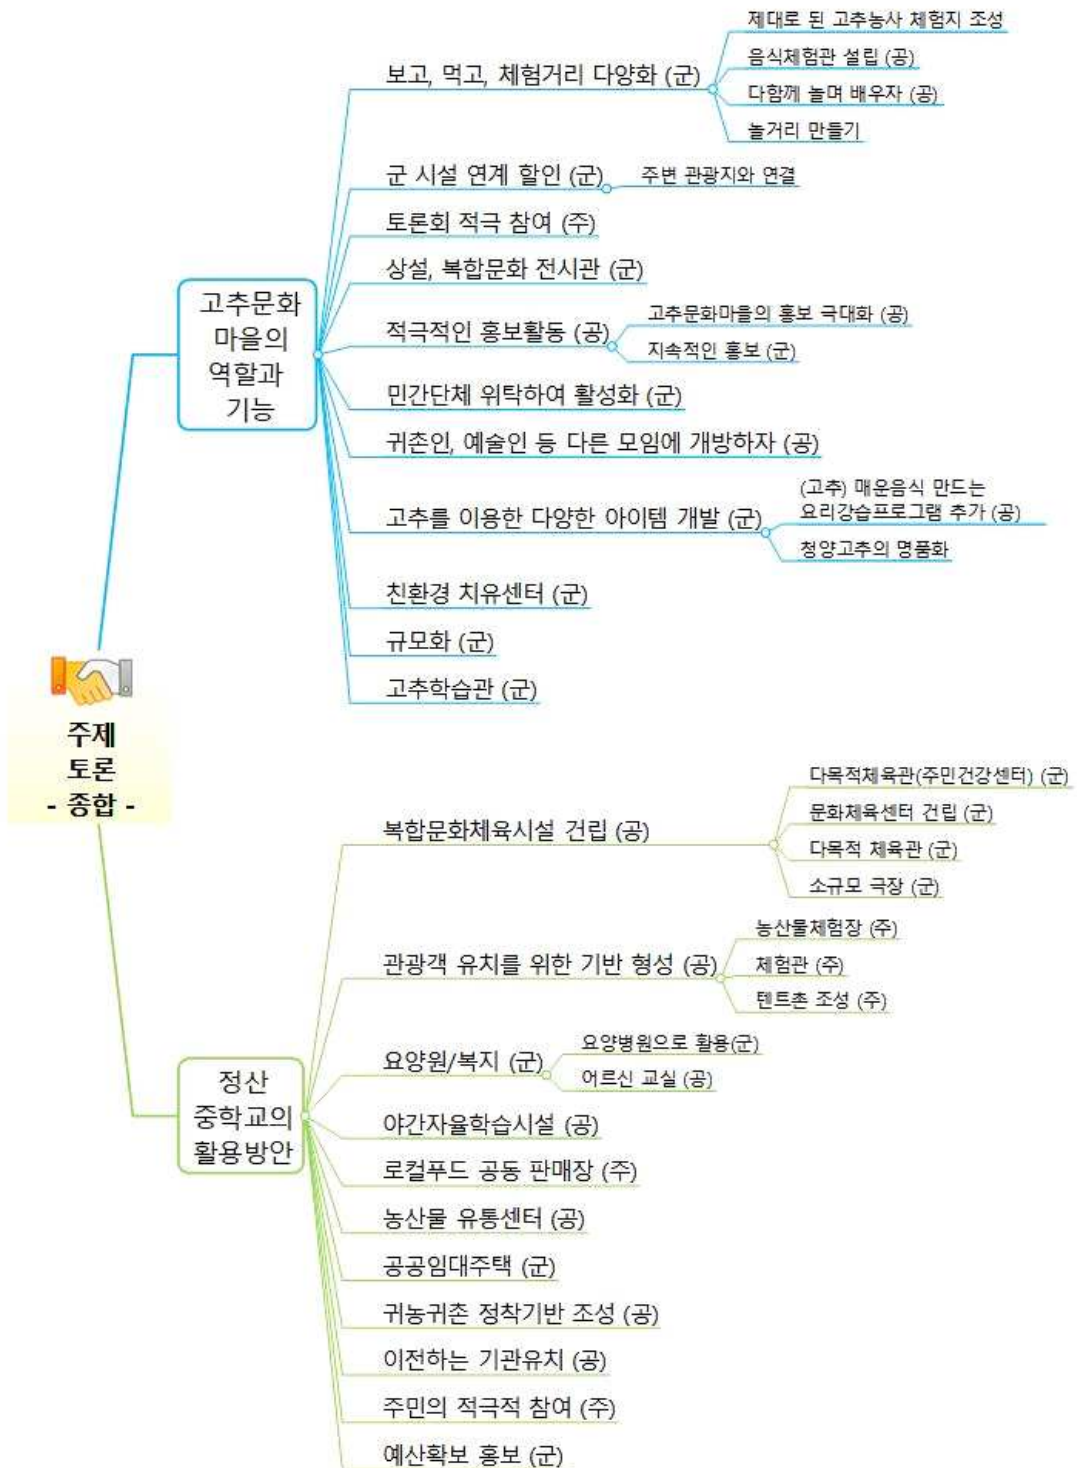 주제
토론
- 종합 -
고추문화
마을의
역할과
기능
보고, 먹고, 체험거리 다양화 (군)
제대로 된 고추농사 체험지 조성
음식체험관 설립 (공)
다함께 놀며 배우자 (공)
놀거리 만들기
군 시설 연계 할인 (군)
주변 관광지와 연결
토론회 적극 참여 (주)
상설, 복합문화 전시관 (군)
적극적인 홍보활동 (공)
고추문화마을의 홍보 극대화 (공)
지속적인 홍보 (군)
민간단체 위탁하여 활성화 (군)
귀촌인, 예술인 등 다른 모임에 개방하자 (공)
고추를 이용한 다양한 아이템 개발 (군)
(고추) 매운음식 만드는
요리강습프로그램 추가 (공)
청양고추의 명품화
친환경 치유센터 (군)
규모화 (군)
고추학습관 (군)
정산
중학교의
활용방안
복합문화체육시설 건립 (공)
다목적체육관(주민건강센터) (군)
문화체육센터 건립 (군)
다목적 체육관 (군)
소규모 극장 (군)
관광객 유치를 위한 기반 형성 (공)
농산물체험장 (주)
체험관 (주)
텐트촌 조성 (주)
요양원/복지 (군)
요양병원으로 활용(군)
어르신 교실 (공)
야간자율학습시설 (공)
로컬푸드 공동 판매장 (주)
농산물 유통센터 (공)
공공임대주택 (군)
귀농귀촌 정착기반 조성 (공)
이전하는 기관유치 (공)
주민의 적극적 참여 (주)
예산확보 홍보 (군)